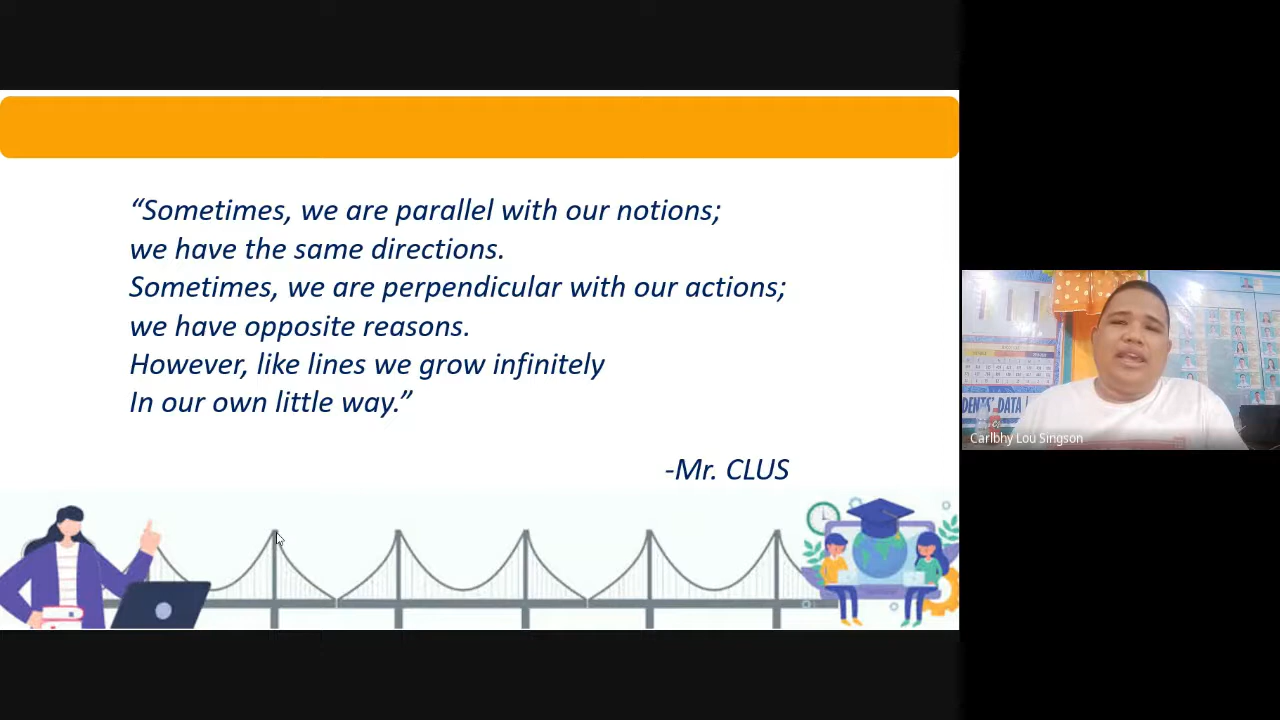 “Sometimes, we are parallel with our notions;
we have the same directions.
Sometimes, we are perpendicular with our actions;
we have opposite reasons.
However, like lines we grow infinitely
In our own little way.”
-Mr. CLUS
DENTS' DATA
Carlbhy Lou Singson